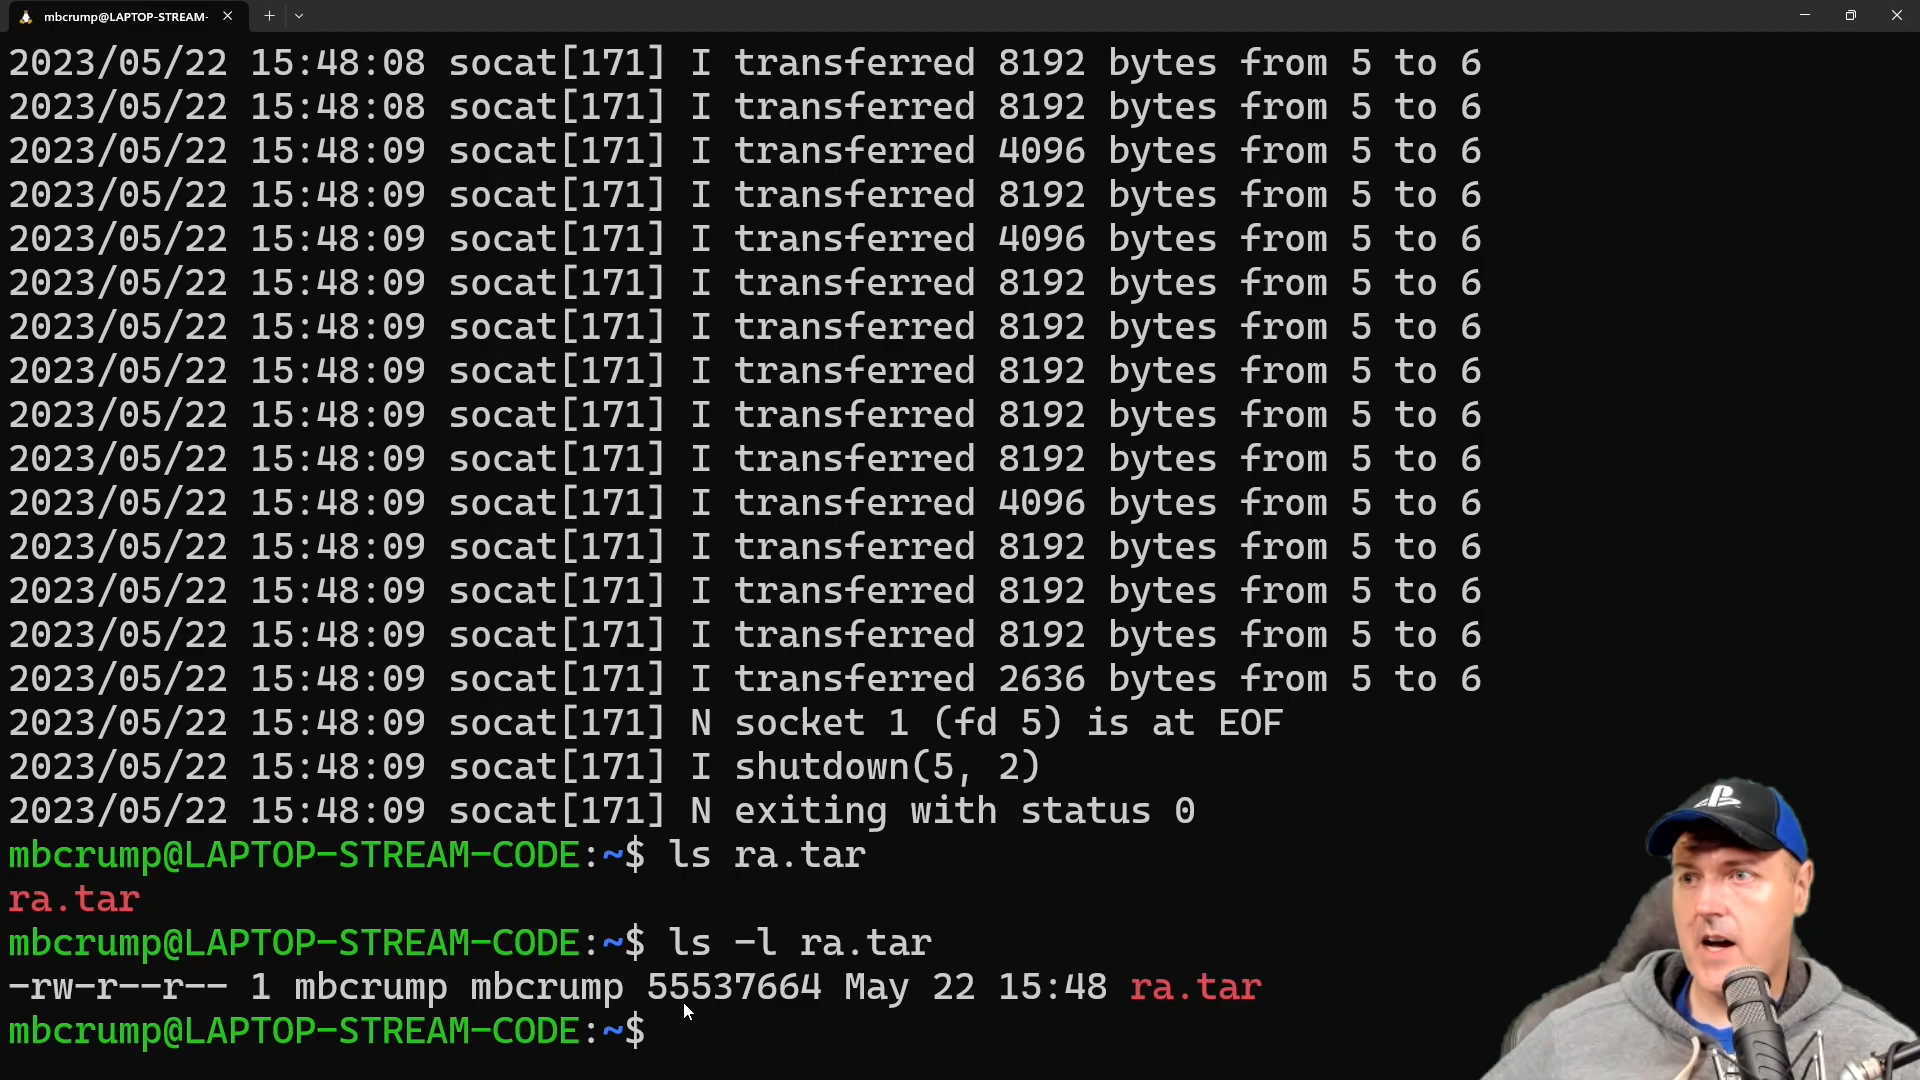 mbcrump@LAPTOP-STREAM-
2023/05/22 15:48:08 socat[171] I transferred 8192 bytes from 5 to 6
2023/05/22 15:48:08 socat[171] I transferred 8192 bytes from 5 to 6
2023/05/22 15:48:09 socat[171] I transferred 4096 bytes from 5 to 6
2023/05/22 15:48:09 socat[171] I transferred 8192 bytes from 5 to 6
2023/05/22 15:48:09 socat[171] I transferred 4096 bytes from 5 to 6
2023/05/22 15:48:09 socat[171] I transferred 8192 bytes from 5 to 6
2023/05/22 15:48:09 socat[171] I transferred 8192 bytes from 5 to 6
2023/05/22 15:48:09 socat[171] I transferred 8192 bytes from 5 to 6
2023/05/22 15:48:09 socat[171] I transferred 8192 bytes from 5 to 6
2023/05/22 15:48:09 socat[171] I transferred 8192 bytes from 5 to 6
2023/05/22 15:48:09 socat[171] I transferred 4096 bytes from 5 to 6
2023/05/22 15:48:09 socat[171] I transferred 8192 bytes from 5 to 6
2023/05/22 15:48:09 socat[171] I transferred 8192 bytes from 5 to 6
2023/05/22 15:48:09 socat[171] I transferred 8192 bytes from 5 to 6
2023/05/22 15:48:09 socat[171] I transferred 2636 bytes from 5 to 6
2023/05/22 15:48:09 socat[171] N socket 1 (fd 5) is at EOF
2023/05/22 15:48:09 socat[171] I shutdown(5, 2)
2023/05/22 15:48:09 socat[171] N exiting with status 0
mbcrump@LAPTOP-STREAM-CODE:~$ ls ra.tar
ra.tar
mbcrump@LAPTOP-STREAM-CODE:~$ ls -l ra.tar
-rw-r--r-- 1 mbcrump mbcrump 55537664 May 22 15:48 ra.tar
mbcrump@LAPTOP-STREAM-CODE:~$